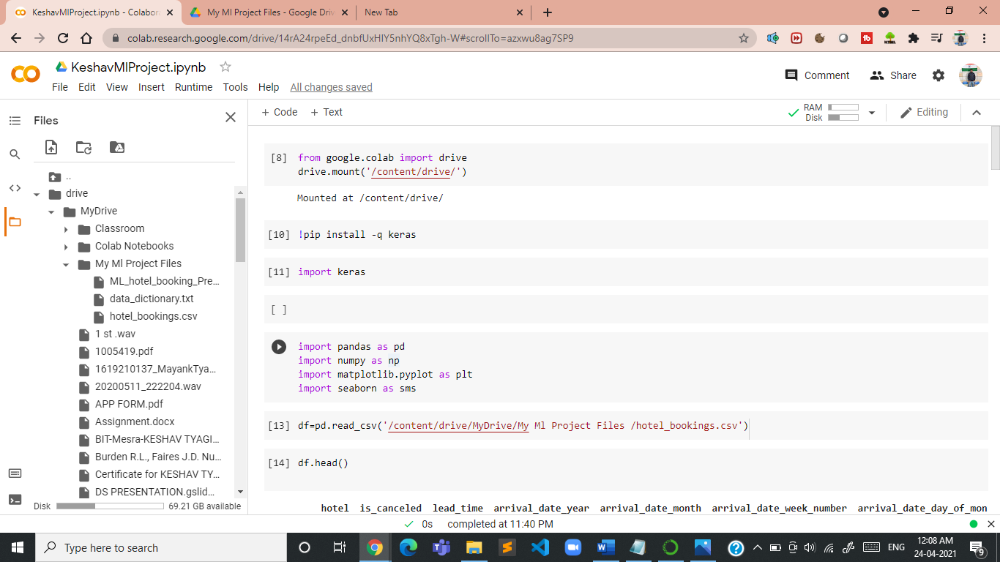 KeshavMlProject.ipynb - Colabora
My Ml Project Files - Google Driv
New Tab
colab.research.google.com/drive/14rA24rpeEd_dnbfUxHlY5nhYQ8xTgh-W#scrollTo=azxwu8ag7SP9
KeshavMlProject.ipynb
File Edit View Insert Runtime Tools Help All changes saved
Comment Share
Files
+ Code + Text
RAM
Disk
Editing
..
drive
MyDrive
Classroom
Colab Notebooks
My Ml Project Files
ML_hotel_booking_Pre...
data_dictionary.txt
hotel_bookings.csv
1 st .wav
1005419.pdf
1619210137_MayankTya...
20200511_222204.wav
APP FORM.pdf
Assignment.docx
BIT-Mesra-KESHAV TYAGI...
Burden R.L., Faires J.D. Nu...
Certificate for KESHAV TY...
DS PRESENTATION.gslid...
Disk 69.21 GB available
[8] from google.colab import drive
drive.mount('/content/drive/')
Mounted at /content/drive/
[10] !pip install -q keras
[11] import keras
[ ]
import pandas as pd
import numpy as np
import matplotlib.pyplot as plt
import seaborn as sms
[13] df=pd.read_csv('/content/drive/MyDrive/My Ml Project Files /hotel_bookings.csv')
[14] df.head()
hotel is_canceled lead_time arrival_date_year arrival_date_month arrival_date_week_number arrival_date_day_of_mon
0s completed at 11:40 PM
Type here to search
ENG
12:08 AM
24-04-2021
9